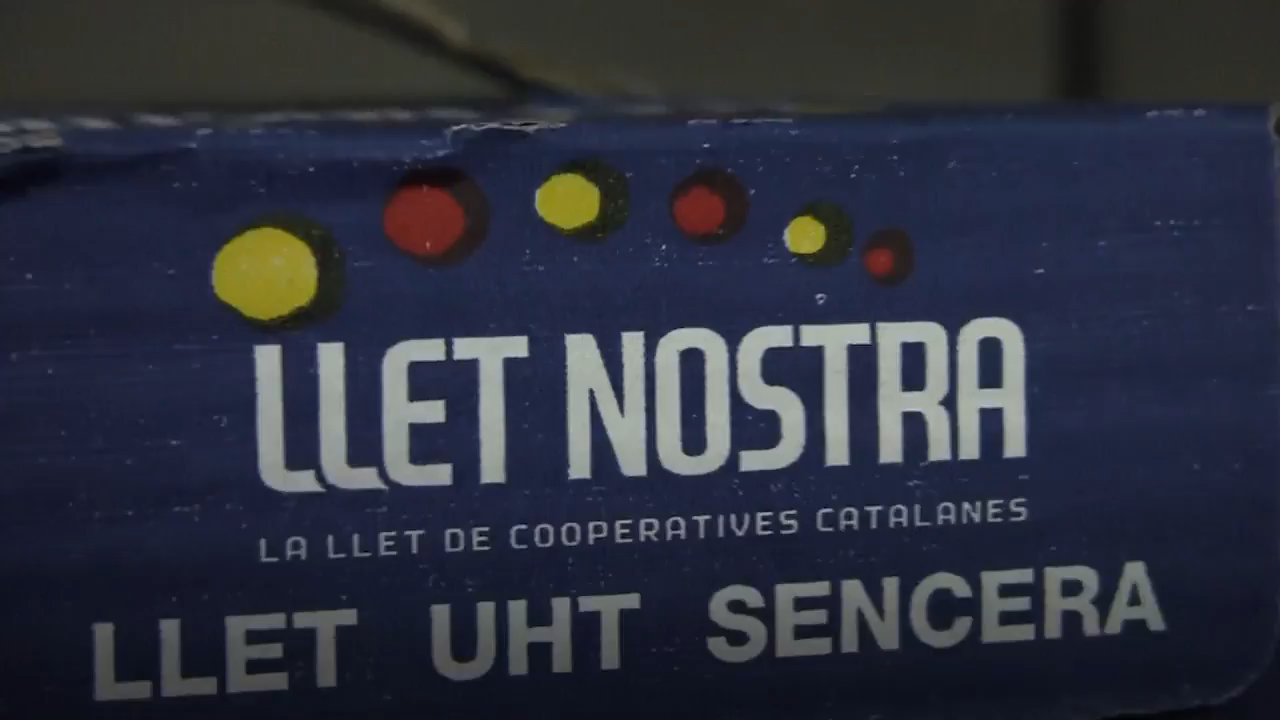 LLET NOSTRA
LA LLET DE COOPERATIVES CATALANES
LLET UHT SENCERA